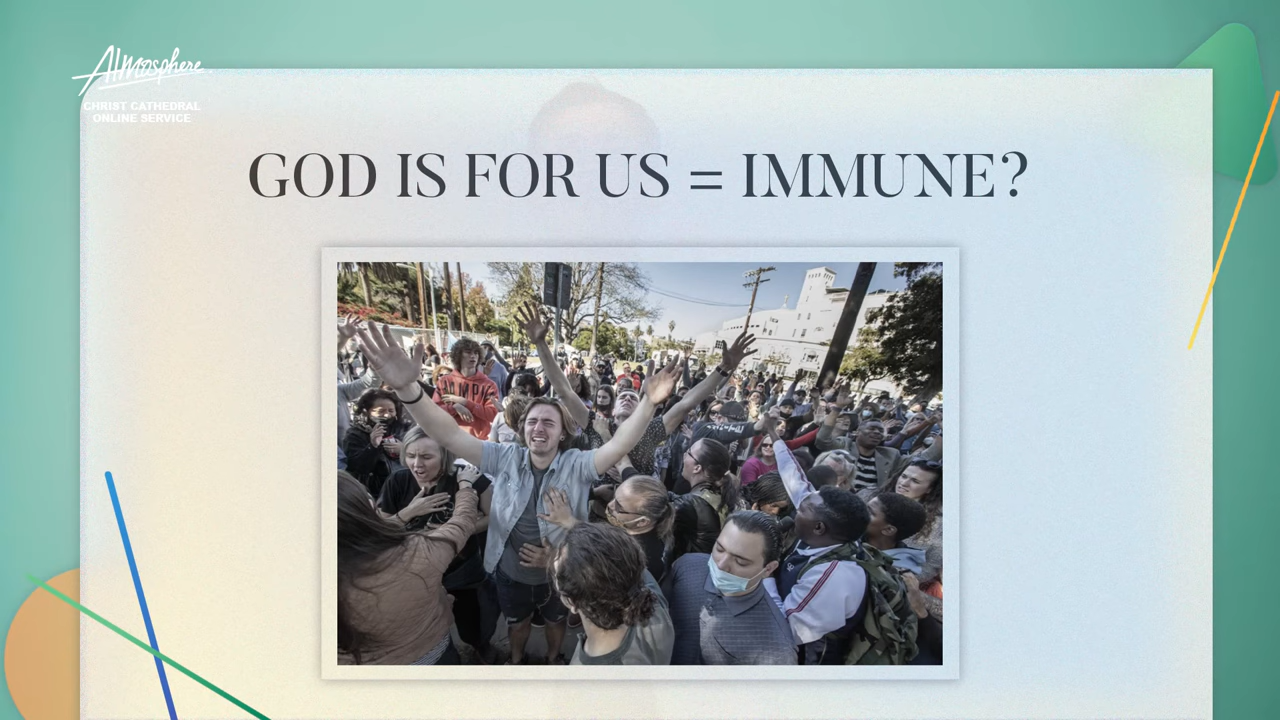 Atmosphere
CHRIST CATHEDRAL
ONLINE SERVICE
GOD IS FOR US = IMMUNE?